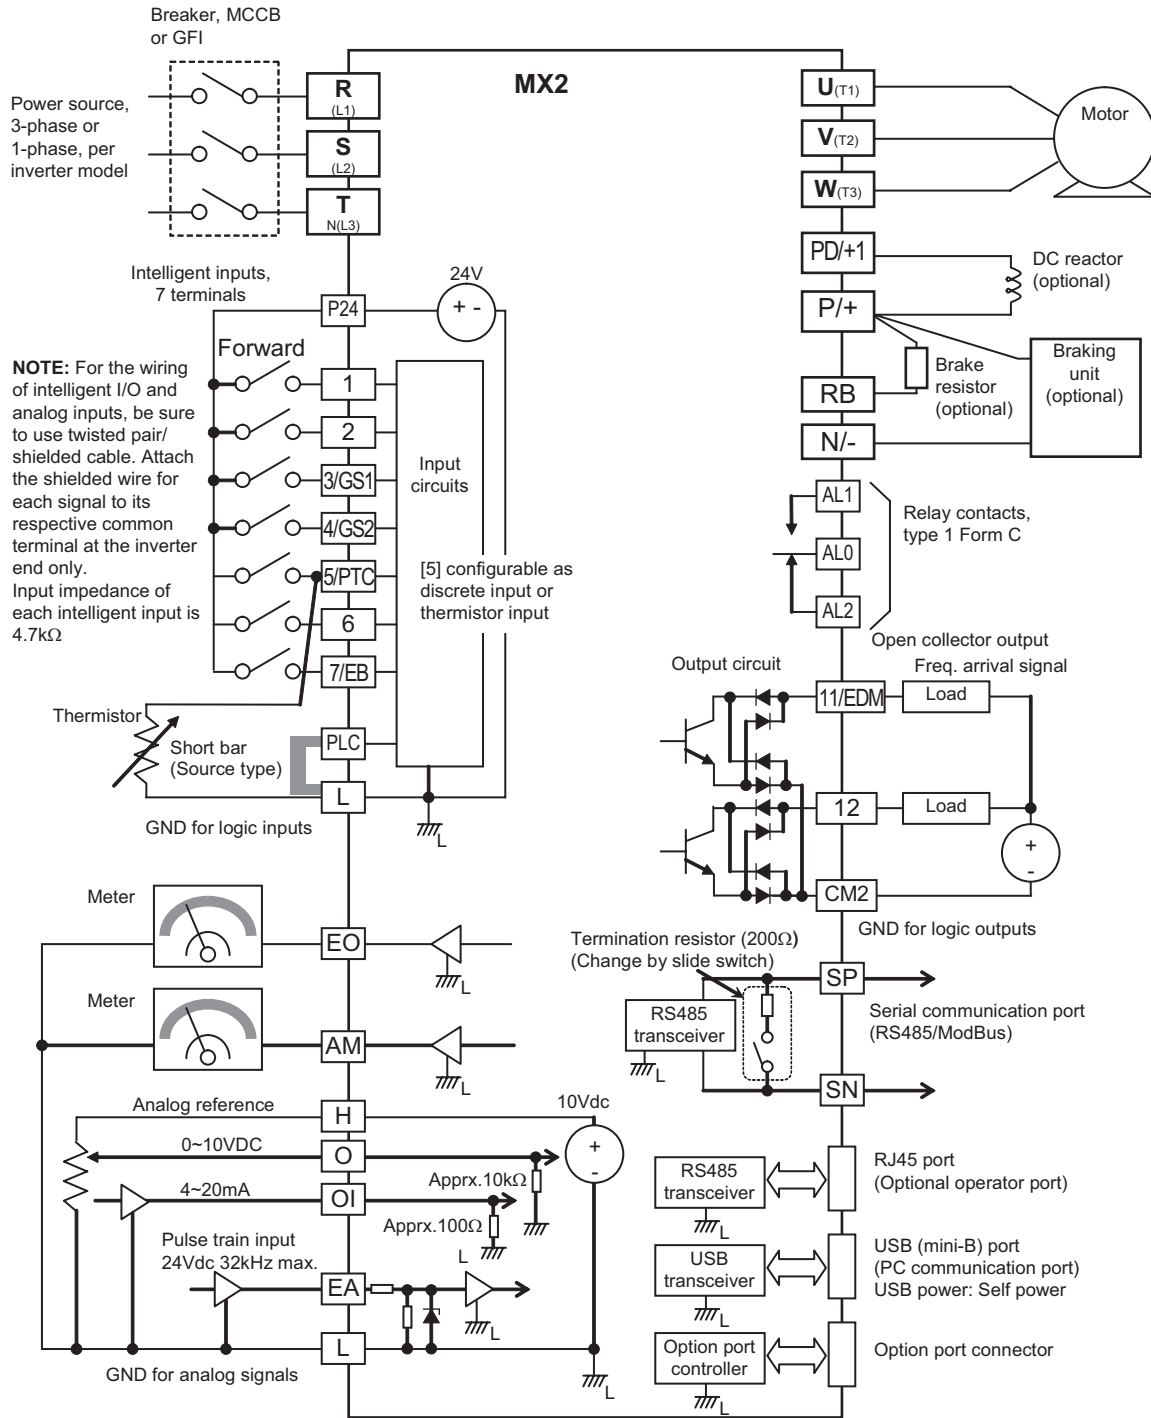 Breaker, MCCB
or GFI
MX2
Power source,
3-phase or
1-phase, per
inverter model
R
(L1)
S
(L2)
T
N(L3)
U(T1)
V(T2)
W(T3)
Motor
PD/+1
P/+
RB
N/-
DC reactor
(optional)
Brake
resistor
(optional)
Braking
unit
(optional)
Intelligent inputs,
7 terminals
24V
+ -
P24
Forward
NOTE: For the wiring
of intelligent I/O and
analog inputs, be sure
to use twisted pair/
shielded cable. Attach
the shielded wire for
each signal to its
respective common
terminal at the inverter
end only.
Input impedance of
each intelligent input is
4.7kΩ
1
2
3/GS1
4/GS2
5/PTC
6
7/EB
PLC
L
Input
circuits
[5] configurable as
discrete input or
thermistor input
Thermistor
Short bar
(Source type)
GND for logic inputs
L
AL1
AL0
AL2
Relay contacts,
type 1 Form C
Open collector output
Output circuit
Freq. arrival signal
11/EDM
Load
12
Load
+
-
CM2
GND for logic outputs
Meter
EO
L
Meter
AM
L
Termination resistor (200Ω)
(Change by slide switch)
RS485
transceiver
L
SP
SN
Serial communication port
(RS485/ModBus)
Analog reference
H
10Vdc
+
-
0~10VDC
O
Apprx.10kΩ
4~20mA
OI
Apprx.100Ω
L
Pulse train input
24Vdc 32kHz max.
EA
L
L
GND for analog signals
L
RS485
transceiver
L
RJ45 port
(Optional operator port)
USB
transceiver
L
USB (mini-B) port
(PC communication port)
USB power: Self power
Option port
controller
L
Option port connector